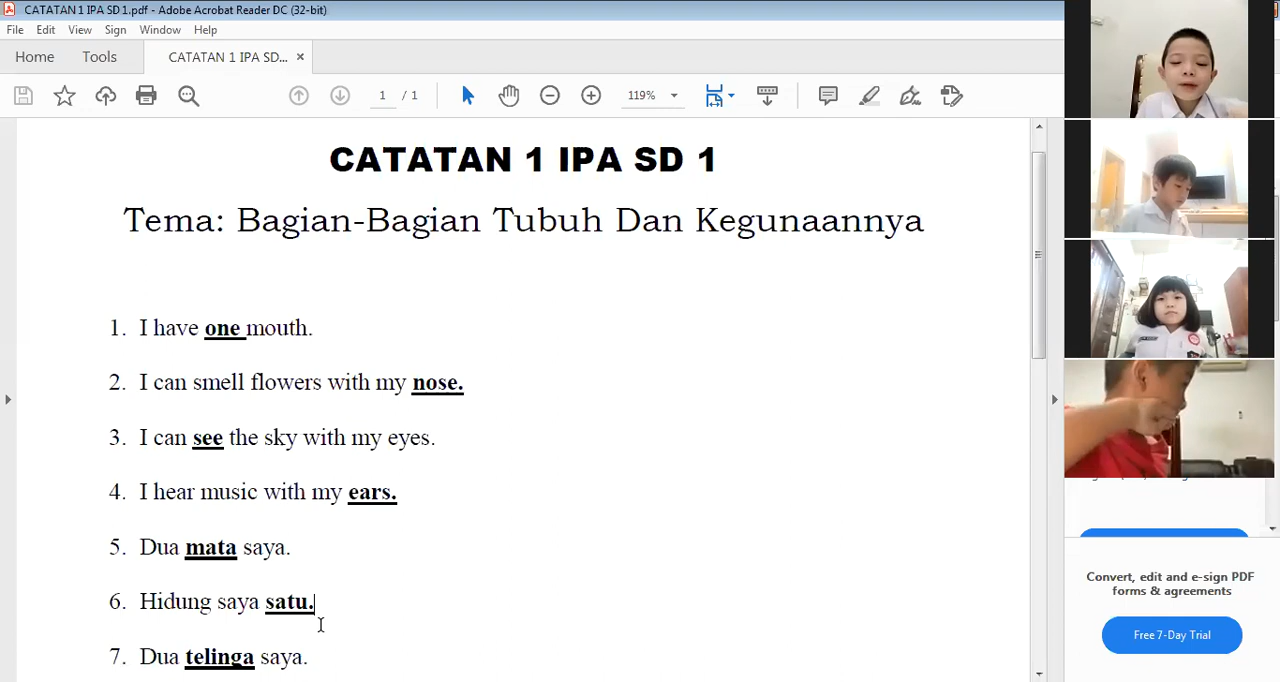 CATATAN 1 IPA SD 1.pdf - Adobe Acrobat Reader DC (32-bit)
File Edit View Sign Window Help
Home Tools CATATAN 1 IPA SD... ×
1 / 1 119%
CATATAN 1 IPA SD 1
Tema: Bagian-Bagian Tubuh Dan Kegunaannya
1. I have one mouth.
2. I can smell flowers with my nose.
3. I can see the sky with my eyes.
4. I hear music with my ears.
5. Dua mata saya.
6. Hidung saya satu.
7. Dua telinga saya.
Convert, edit and e-sign PDF
forms & agreements
Free 7-Day Trial